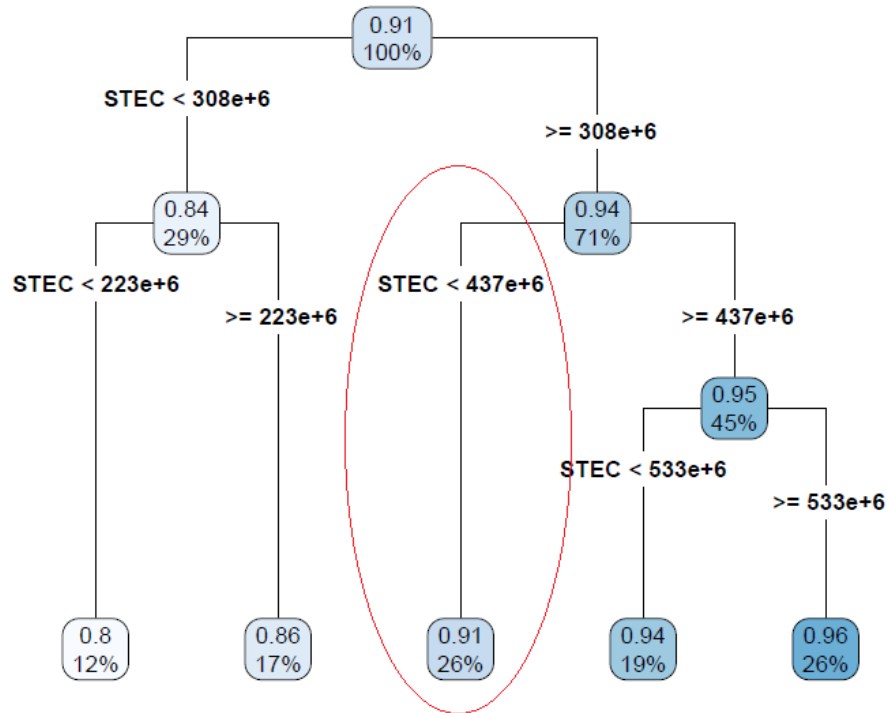 0.91
100%
STEC < 308e+6
>= 308e+6
0.84
29%
0.94
71%
STEC < 223e+6
>= 223e+6
STEC < 437e+6
>= 437e+6
0.95
45%
STEC < 533e+6
>= 533e+6
0.8
12%
0.86
17%
0.91
26%
0.94
19%
0.96
26%